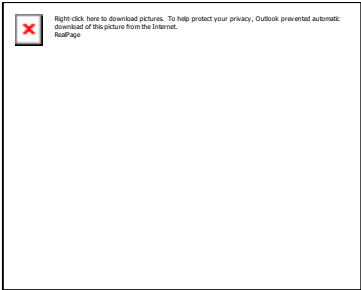 Right-click here to download pictures. To help protect your privacy, Outlook prevented automatic
download of this picture from the Internet.
RealPage